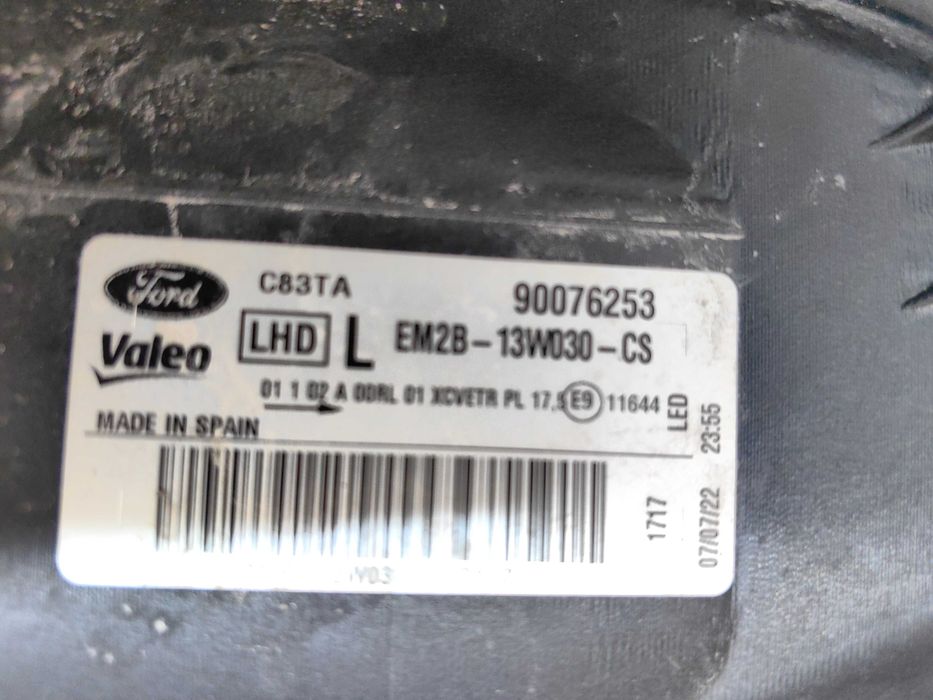 Ford
C83TA
90076253
Valeo
LHD L EM2B-13W030-CS
01 1 02 A 00RL 01 XCVETR PL 17,5 E9 11644
LED
MADE IN SPAIN
1717
07/07/22 23:55